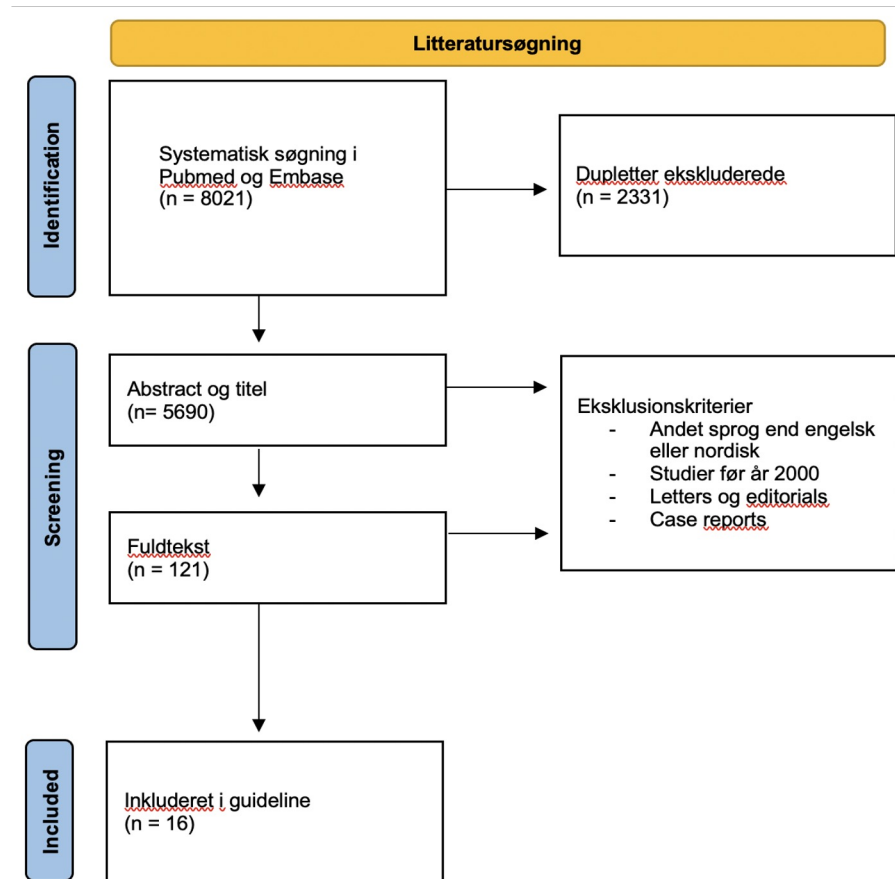 Litteratursøgning
Identification
Systematisk søgning i
Pubmed og Embase
(n = 8021)
Dupletter ekskluderede
(n = 2331)
Screening
Abstract og titel
(n= 5690)
Eksklusionskriterier
- Andet sprog end engelsk
eller nordisk
- Studier før år 2000
- Letters og editorials
- Case reports
Fuldtekst
(n = 121)
Included
Inkluderet i guideline
(n = 16)